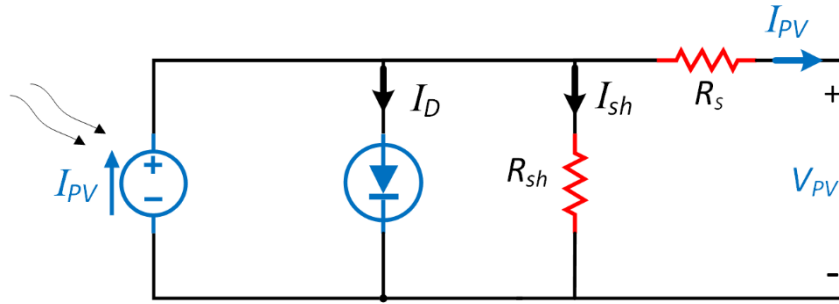 I_PV
I_D
I_sh
R_S
+
+
−
I_PV
R_sh
V_PV
-